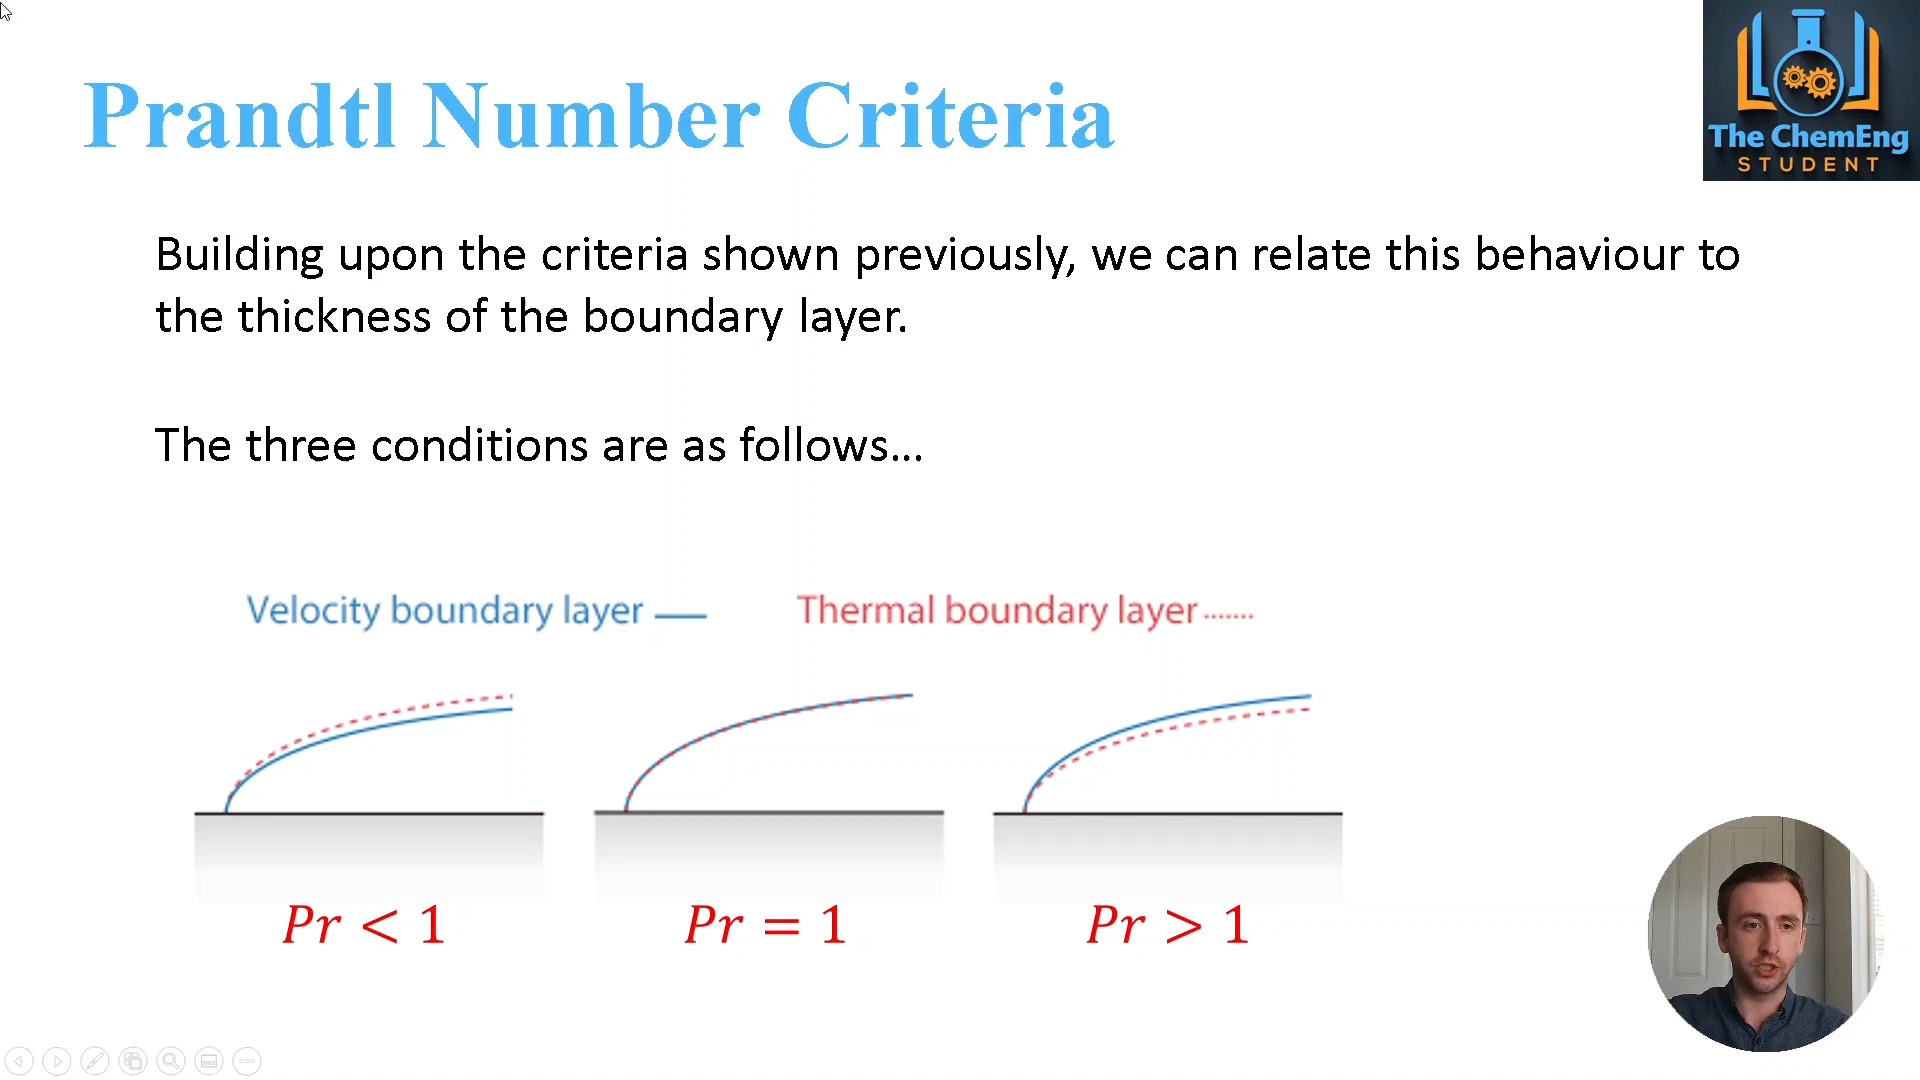 Prandtl Number Criteria
The ChemEng
STUDENT
Building upon the criteria shown previously, we can relate this behaviour to
the thickness of the boundary layer.
The three conditions are as follows...
Velocity boundary layer
Thermal boundary layer
Pr < 1
Pr = 1
Pr > 1